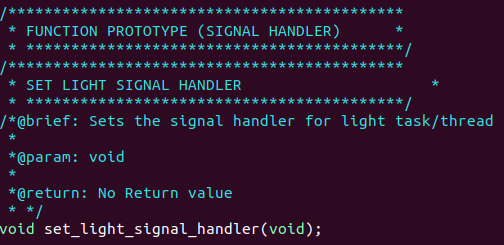 /********************************************
 * FUNCTION PROTOTYPE (SIGNAL HANDLER)      *
 * ******************************************/
/********************************************
 * SET LIGHT SIGNAL HANDLER                     *
 * ******************************************/
/*@brief: Sets the signal handler for light task/thread
 *
 *@param: void
 *
 *@return: No Return value
 * */
void set_light_signal_handler(void);